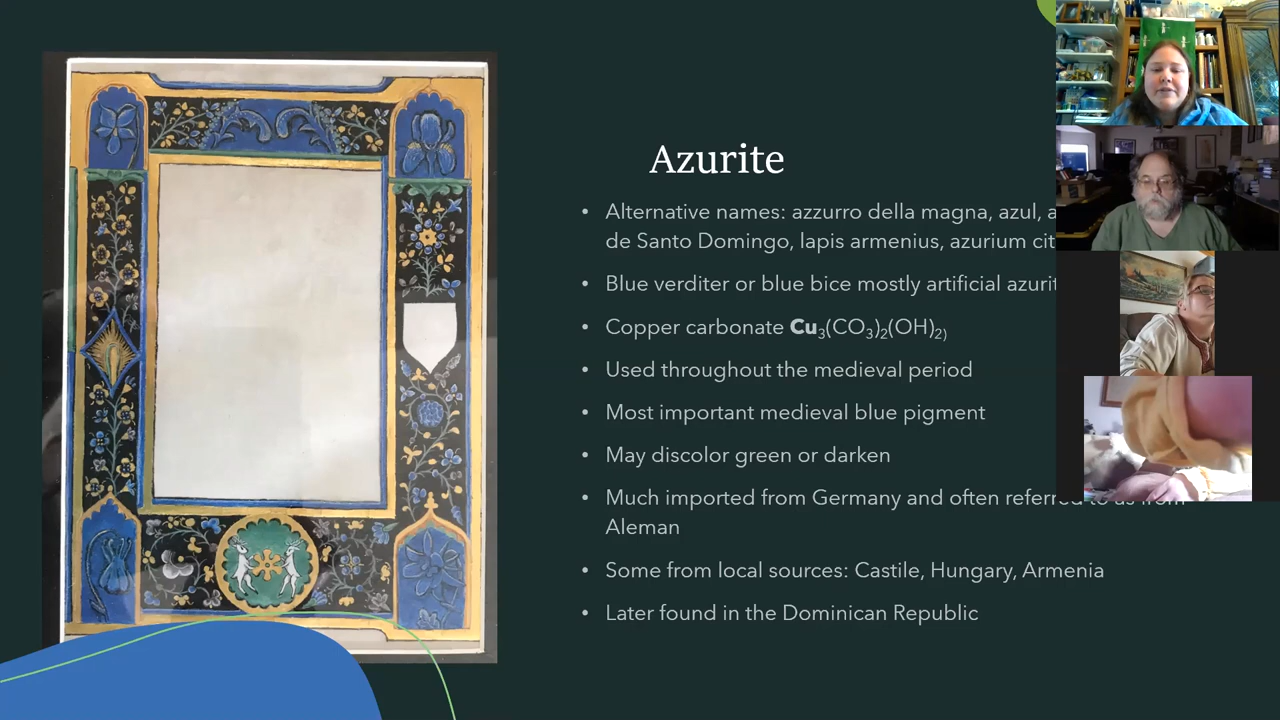 Azurite
• Alternative names: azzurro della magna, azul, a
de Santo Domingo, lapis armenius, azurium cit
• Blue verditer or blue bice mostly artificial azurit
• Copper carbonate Cu₃(CO₃)₂(OH)₂₎
• Used throughout the medieval period
• Most important medieval blue pigment
• May discolor green or darken
• Much imported from Germany and often referred to as from
Aleman
• Some from local sources: Castile, Hungary, Armenia
• Later found in the Dominican Republic